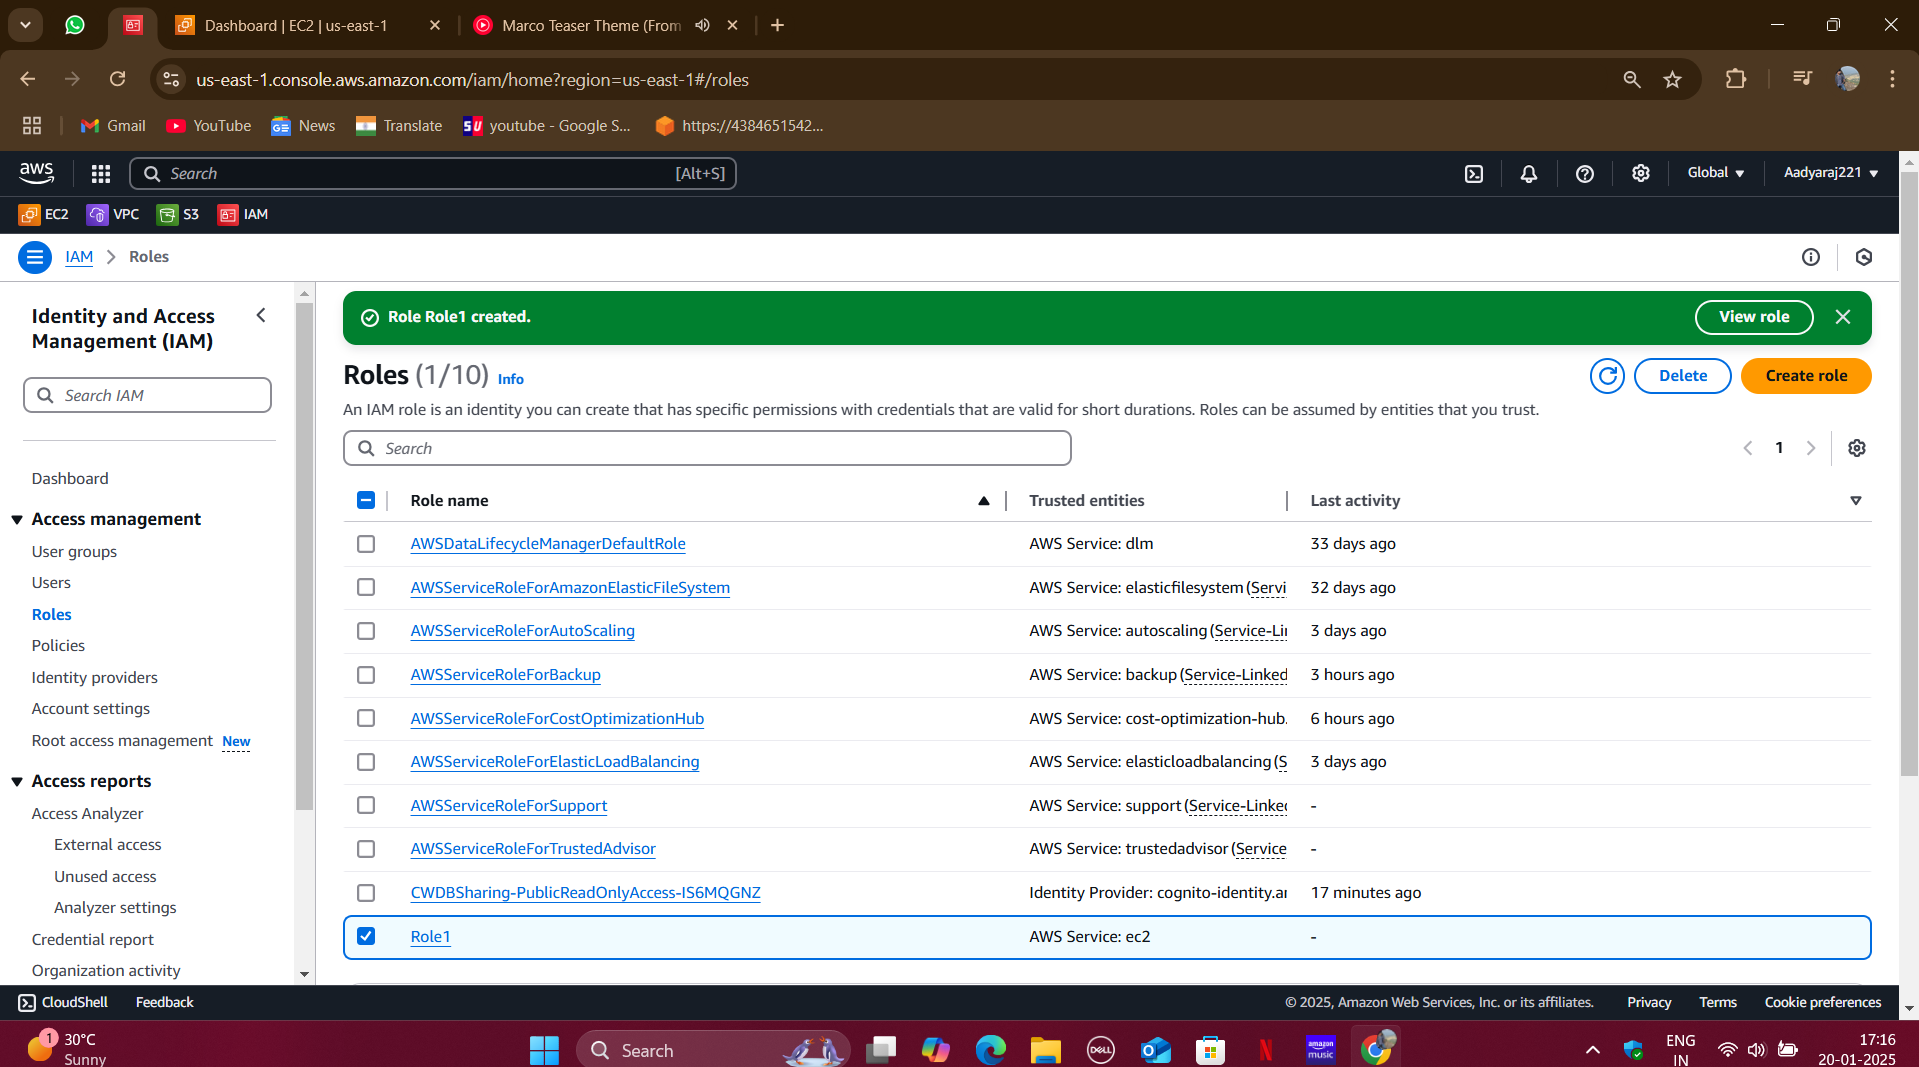 Dashboard | EC2 | us-east-1
Marco Teaser Theme (From
us-east-1.console.aws.amazon.com/iam/home?region=us-east-1#/roles
Gmail
YouTube
News
Translate
SU
youtube - Google S...
https://4384651542...
aws
Search
[Alt+S]
Global
Aadyaraj221
EC2
VPC
S3
IAM
IAM
Roles
Identity and Access
Management (IAM)
Search IAM
Dashboard
Access management
User groups
Users
Roles
Policies
Identity providers
Account settings
Root access management New
Access reports
Access Analyzer
External access
Unused access
Analyzer settings
Credential report
Organization activity
Role Role1 created.
View role
Roles (1/10) Info
Delete
Create role
An IAM role is an identity you can create that has specific permissions with credentials that are valid for short durations. Roles can be assumed by entities that you trust.
Search
1
Role name Trusted entities Last activity
AWSDataLifecycleManagerDefaultRole AWS Service: dlm 33 days ago
AWSServiceRoleForAmazonElasticFileSystem AWS Service: elasticfilesystem (Servi 32 days ago
AWSServiceRoleForAutoScaling AWS Service: autoscaling (Service-Li 3 days ago
AWSServiceRoleForBackup AWS Service: backup (Service-Linked 3 hours ago
AWSServiceRoleForCostOptimizationHub AWS Service: cost-optimization-hub. 6 hours ago
AWSServiceRoleForElasticLoadBalancing AWS Service: elasticloadbalancing (S 3 days ago
AWSServiceRoleForSupport AWS Service: support (Service-Linke -
AWSServiceRoleForTrustedAdvisor AWS Service: trustedadvisor (Service -
CWDBSharing-PublicReadOnlyAccess-IS6MQGNZ Identity Provider: cognito-identity.a 17 minutes ago
Role1 AWS Service: ec2 -
CloudShell
Feedback
© 2025, Amazon Web Services, Inc. or its affiliates.
Privacy
Terms
Cookie preferences
1
30°C
Sunny
Search
DELL
amazon
music
ENG
IN
17:16
20-01-2025